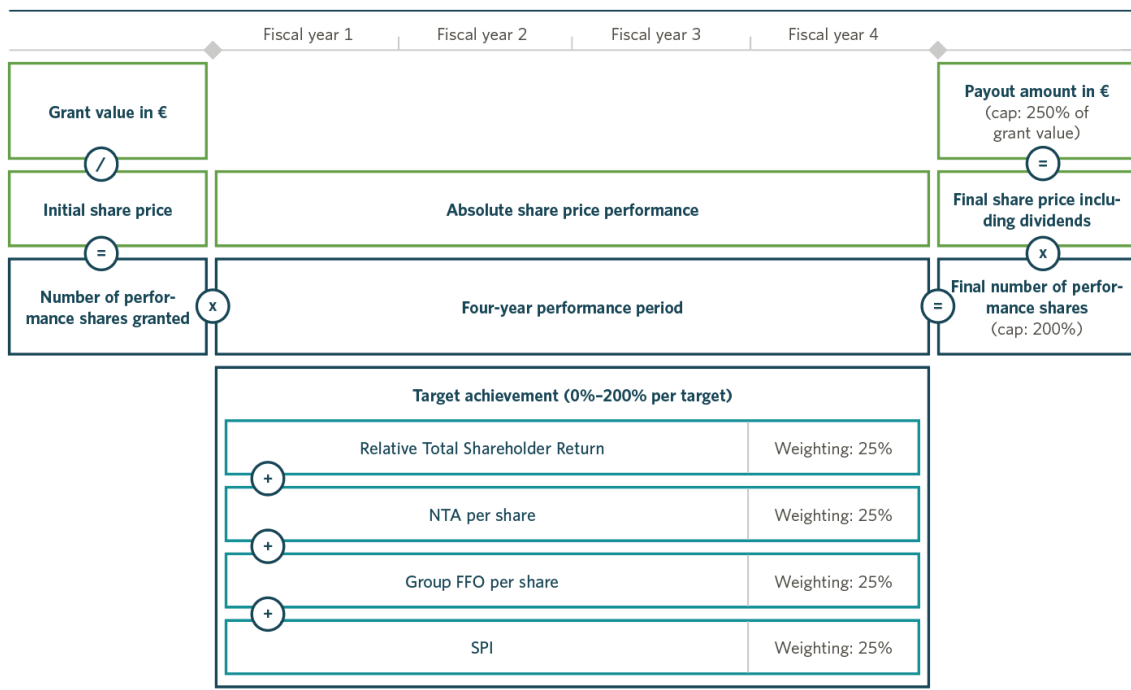 Fiscal year 1
Fiscal year 2
Fiscal year 3
Fiscal year 4
Grant value in €
Payout amount in €
(cap: 250% of
grant value)
/
=
Initial share price
Absolute share price performance
Final share price inclu-
ding dividends
=
x
Number of perfor-
mance shares granted
x
Four-year performance period
=
Final number of perfor-
mance shares
(cap: 200%)
Target achievement (0%–200% per target)
Relative Total Shareholder Return
Weighting: 25%
+
NTA per share
Weighting: 25%
+
Group FFO per share
Weighting: 25%
+
SPI
Weighting: 25%